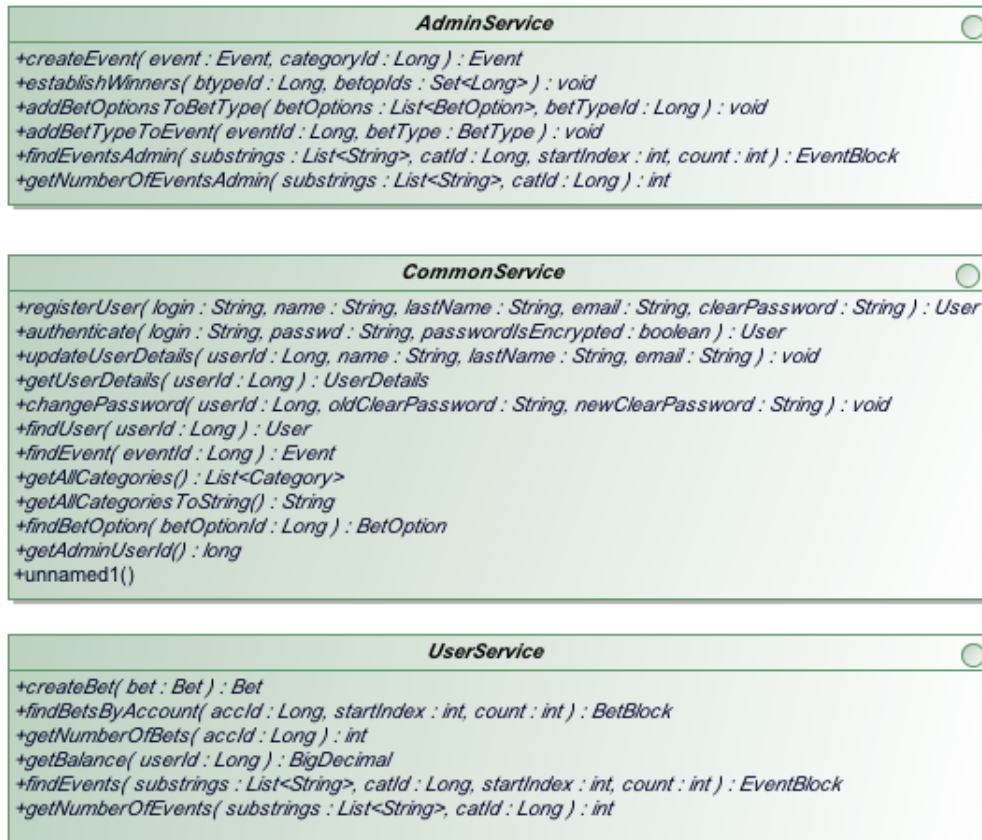 AdminService
+createEvent( event : Event, categoryId : Long ) : Event
+establishWinners( btypeId : Long, betopIds : Set<Long> ) : void
+addBetOptionsToBetType( betOptions : List<BetOption>, betTypeId : Long ) : void
+addBetTypeToEvent( eventId : Long, betType : BetType ) : void
+findEventsAdmin( substrings : List<String>, catId : Long, startIndex : int, count : int ) : EventBlock
+getNumberOfEventsAdmin( substrings : List<String>, catId : Long ) : int
CommonService
+registerUser( login : String, name : String, lastName : String, email : String, clearPassword : String ) : User
+authenticate( login : String, passwd : String, passwordIsEncrypted : boolean ) : User
+updateUserDetails( userId : Long, name : String, lastName : String, email : String ) : void
+getUserDetails( userId : Long ) : UserDetails
+changePassword( userId : Long, oldClearPassword : String, newClearPassword : String ) : void
+findUser( userId : Long ) : User
+findEvent( eventId : Long ) : Event
+getAllCategories() : List<Category>
+getAllCategoriesToString() : String
+findBetOption( betOptionId : Long ) : BetOption
+getAdminUserId() : long
+unnamed1()
UserService
+createBet( bet : Bet ) : Bet
+findBetsByAccount( accId : Long, startIndex : int, count : int ) : BetBlock
+getNumberOfBets( accId : Long ) : int
+getBalance( userId : Long ) : BigDecimal
+findEvents( substrings : List<String>, catId : Long, startIndex : int, count : int ) : EventBlock
+getNumberOfEvents( substrings : List<String>, catId : Long ) : int